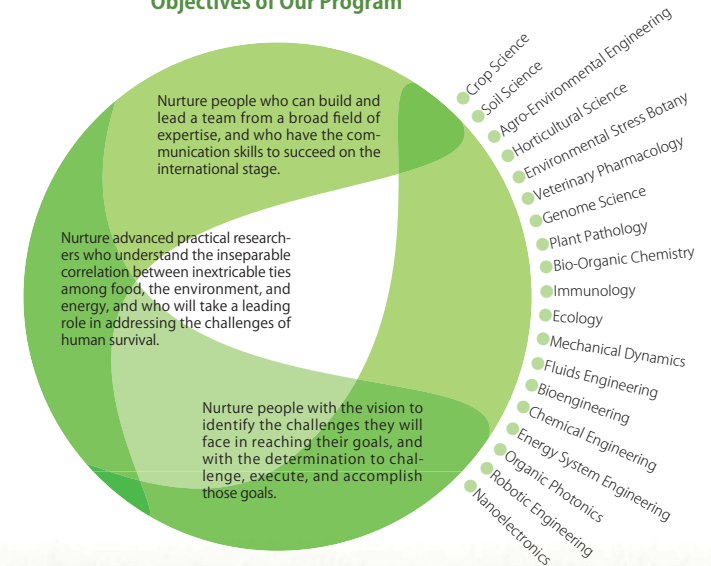 Objectives of Our Program
Nurture people who can build and
lead a team from a broad field of
expertise, and who have the com-
munication skills to succeed on the
international stage.
Nurture advanced practical research-
ers who understand the inseparable
correlation between inextricable ties
among food, the environment, and
energy, and who will take a leading
role in addressing the challenges of
human survival.
Nurture people with the vision to
identify the challenges they will
face in reaching their goals, and
with the determination to chal-
lenge, execute, and accomplish
those goals.
Crop Science
Soil Science
Agro-Environmental Engineering
Horticultural Science
Environmental Stress Botany
Veterinary Pharmacology
Genome Science
Plant Pathology
Bio-Organic Chemistry
Immunology
Ecology
Mechanical Dynamics
Fluids Engineering
Bioengineering
Chemical Engineering
Energy System Engineering
Organic Photonics
Robotic Engineering
Nanoelectronics